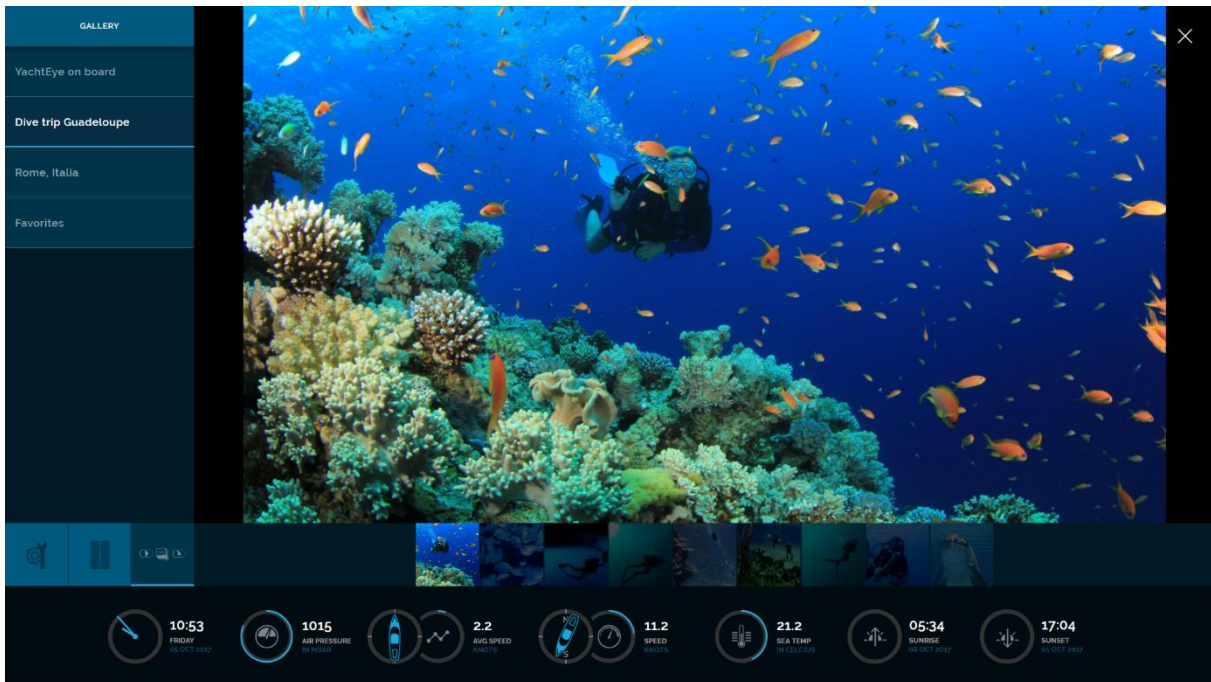 GALLERY
YachtEye on board
Dive trip Guadeloupe
Rome, Italia
Favorites
10:53
FRIDAY
05 OCT 2017
1015
AIR PRESSURE
IN MBAR
2.2
AVG SPEED
KNOTS
N
S
11.2
SPEED
KNOTS
21.2
SEA TEMP
IN CELCIUS
05:34
SUNRISE
06 OCT 2017
17:04
SUNSET
05 OCT 2017